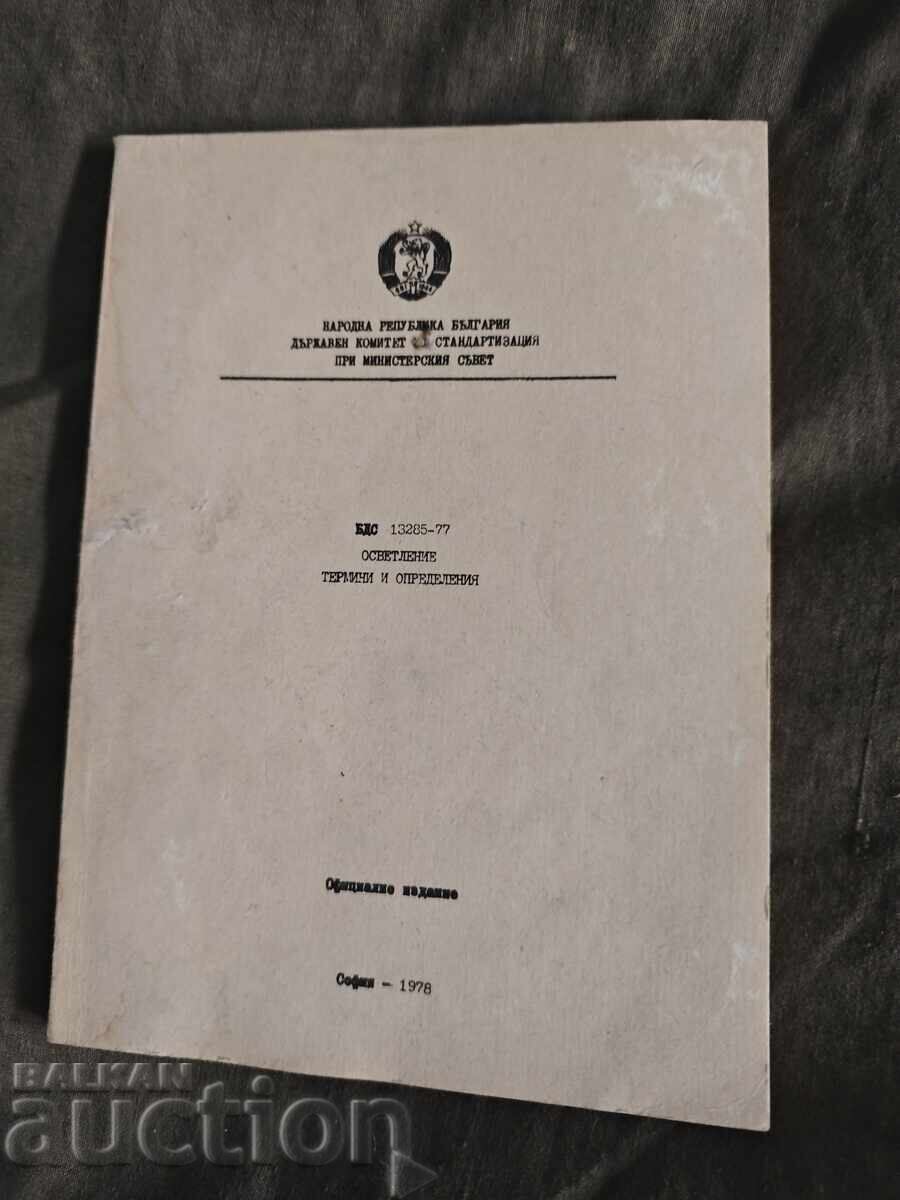 НАРОДНА РЕПУБЛИКА БЪЛГАРИЯ
ДЪРЖАВЕН КОМИТЕТ СТАНДАРТИЗАЦИЯ
ПРИ МИНИСТЕРСКИЯ СЪВЕТ
БДС 13285-77
ОСВЕТЛЕНИЕ
ТЕРМИНИ И ОПРЕДЕЛЕНИЯ
Официално издание
София - 1978
BALKAN
auction